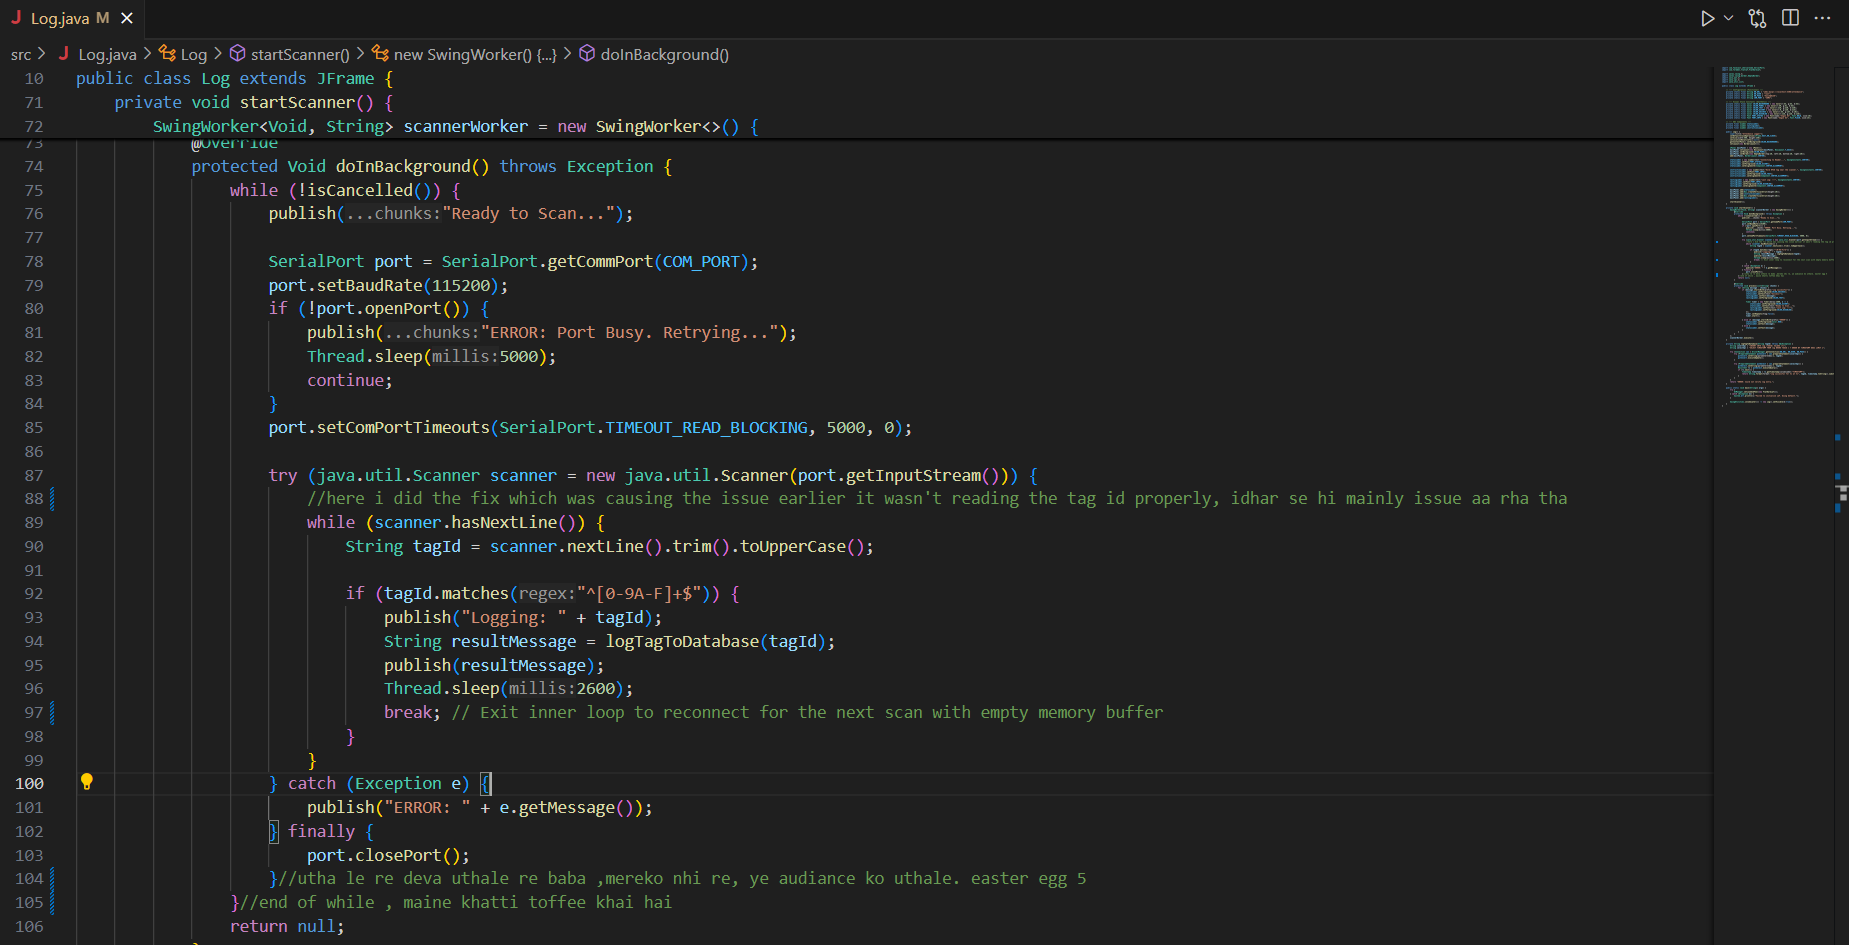 Log.java M
src > Log.java > Log > startScanner() > new SwingWorker() {...} > doInBackground()
10 public class Log extends JFrame {
71 private void startScanner() {
72 SwingWorker<Void, String> scannerWorker = new SwingWorker<>() {
73 @Override
74 protected Void doInBackground() throws Exception {
75 while (!isCancelled()) {
76 publish(...chunks:"Ready to Scan...");
77
78 SerialPort port = SerialPort.getCommPort(COM_PORT);
79 port.setBaudRate(115200);
80 if (!port.openPort()) {
81 publish(...chunks:"ERROR: Port Busy. Retrying...");
82 Thread.sleep(millis:5000);
83 continue;
84 }
85 port.setComPortTimeouts(SerialPort.TIMEOUT_READ_BLOCKING, 5000, 0);
86
87 try (java.util.Scanner scanner = new java.util.Scanner(port.getInputStream())) {
88 //here i did the fix which was causing the issue earlier it wasn't reading the tag id properly, idhar se hi mainly issue aa rha tha
89 while (scanner.hasNextLine()) {
90 String tagId = scanner.nextLine().trim().toUpperCase();
91
92 if (tagId.matches(regex:"^[0-9A-F]+$")) {
93 publish("Logging: " + tagId);
94 String resultMessage = logTagToDatabase(tagId);
95 publish(resultMessage);
96 Thread.sleep(millis:2600);
97 break; // Exit inner loop to reconnect for the next scan with empty memory buffer
98 }
99 }
100 } catch (Exception e) {
101 publish("ERROR: " + e.getMessage());
102 } finally {
103 port.closePort();
104 }//utha le re deva uthale re baba ,mereko nhi re, ye audiance ko uthale. easter egg 5
105 }//end of while , maine khatti toffee khai hai
106 return null;